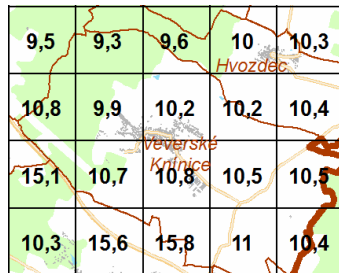 9,5 9,3 9,6 10 10,3
Hvozdec
10,8 9,9 10,2 10,2 10,4
Veverské
Knínice
15,1 10,7 10,8 10,5 10,5
10,3 15,6 15,8 11 10,4